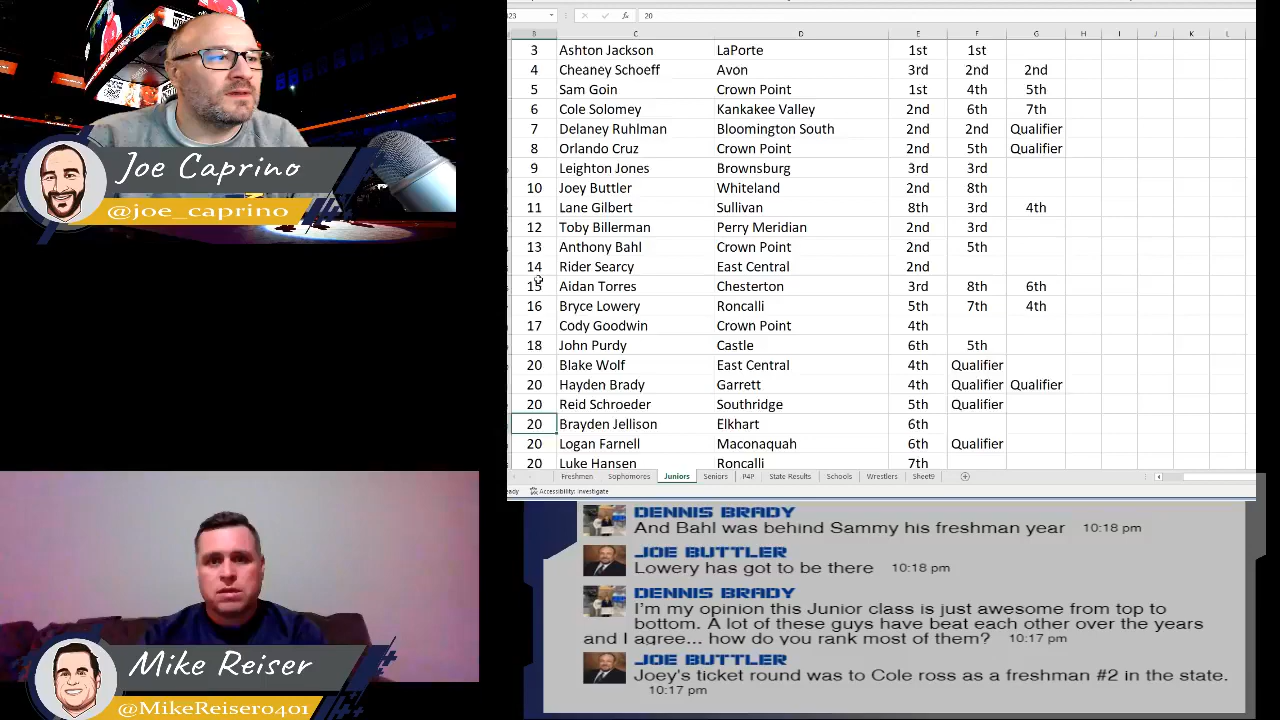 Joe Caprino
@joe_caprino
Mike Reiser
@MikeReiser0401
20
B C D E F G H I J K L
3 Ashton Jackson LaPorte 1st 1st
4 Cheaney Schoeff Avon 3rd 2nd 2nd
5 Sam Goin Crown Point 1st 4th 5th
6 Cole Solomey Kankakee Valley 2nd 6th 7th
7 Delaney Ruhlman Bloomington South 2nd 2nd Qualifier
8 Orlando Cruz Crown Point 2nd 5th Qualifier
9 Leighton Jones Brownsburg 3rd 3rd
10 Joey Buttler Whiteland 2nd 8th
11 Lane Gilbert Sullivan 8th 3rd 4th
12 Toby Billerman Perry Meridian 2nd 3rd
13 Anthony Bahl Crown Point 2nd 5th
14 Rider Searcy East Central 2nd
15 Aidan Torres Chesterton 3rd 8th 6th
16 Bryce Lowery Roncalli 5th 7th 4th
17 Cody Goodwin Crown Point 4th
18 John Purdy Castle 6th 5th
20 Blake Wolf East Central 4th Qualifier
20 Hayden Brady Garrett 4th Qualifier Qualifier
20 Reid Schroeder Southridge 5th Qualifier
20 Brayden Jellison Elkhart 6th
20 Logan Farnell Maconaquah 6th Qualifier
20 Luke Hansen Roncalli 7th
Freshmen Sophomores Juniors Seniors P4P State Results Schools Wrestlers Sheet9
Accessibility: Investigate
DENNIS BRADY
And Bahl was behind Sammy his freshman year 10:18 pm
JOE BUTTLER
Lowery has got to be there 10:18 pm
DENNIS BRADY
I'm my opinion this Junior class is just awesome from top to
bottom. A lot of these guys have beat each other over the years
and I agree... how do you rank most of them? 10:17 pm
JOE BUTTLER
Joey's ticket round was to Cole ross as a freshman #2 in the state.
10:17 pm